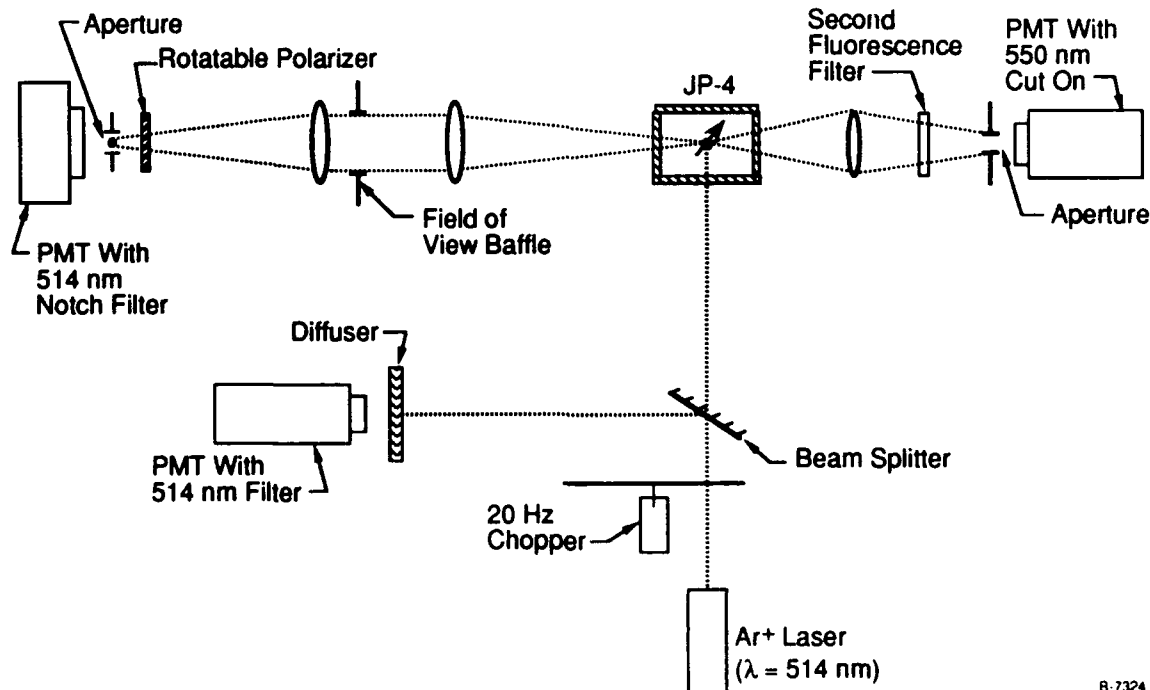 Aperture
Rotatable Polarizer
JP-4
Second
Fluorescence
Filter
PMT With
550 nm
Cut On
Aperture
Field of
View Baffle
PMT With
514 nm
Notch Filter
Diffuser
PMT With
514 nm Filter
Beam Splitter
20 Hz
Chopper
Ar+ Laser
(λ = 514 nm)
B-7324